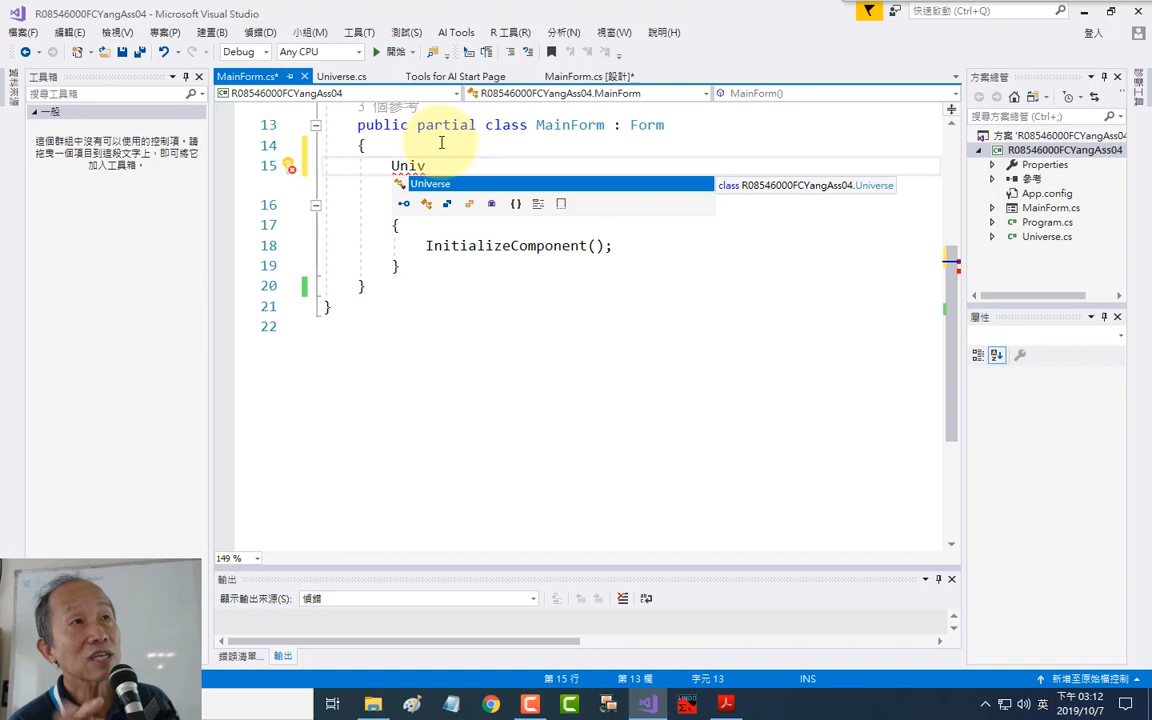 R08546000FCYangAss04 - Microsoft Visual Studio
快速啟動 (Ctrl+Q)
檔案(F) 編輯(E) 檢視(V) 專案(P) 建置(B) 偵錯(D) 小組(M) 工具(T) 測試(S) AI Tools R 工具(R) 分析(N) 視窗(W) 說明(H)
登入
Debug Any CPU 開始
工具箱
搜尋工具箱
一般
這個群組中沒有可以使用的控制項。請
拖曳一個項目到這段文字上，即可將它
加入工具箱。
MainForm.cs* Universe.cs Tools for AI Start Page MainForm.cs [設計]*
R08546000FCYangAss04 R08546000FCYangAss04.MainForm MainForm()
3 個參考
13 public partial class MainForm : Form
14 {
15 Univ
Universe
class R08546000FCYangAss04.Universe
16
17 {
18 InitializeComponent();
19 }
20 }
21 }
22
149 %
輸出
顯示輸出來源(S): 偵錯
錯誤清單... 輸出
方案總管
搜尋方案總管 (Ctrl+;)
方案 'R08546000FCYangAss04'
R08546000FCYangAss04
Properties
參考
App.config
MainForm.cs
Program.cs
Universe.cs
屬性
第 15 行 第 13 欄 字元 13 INS 新增至原始檔控制
英
下午 03:12
2019/10/7